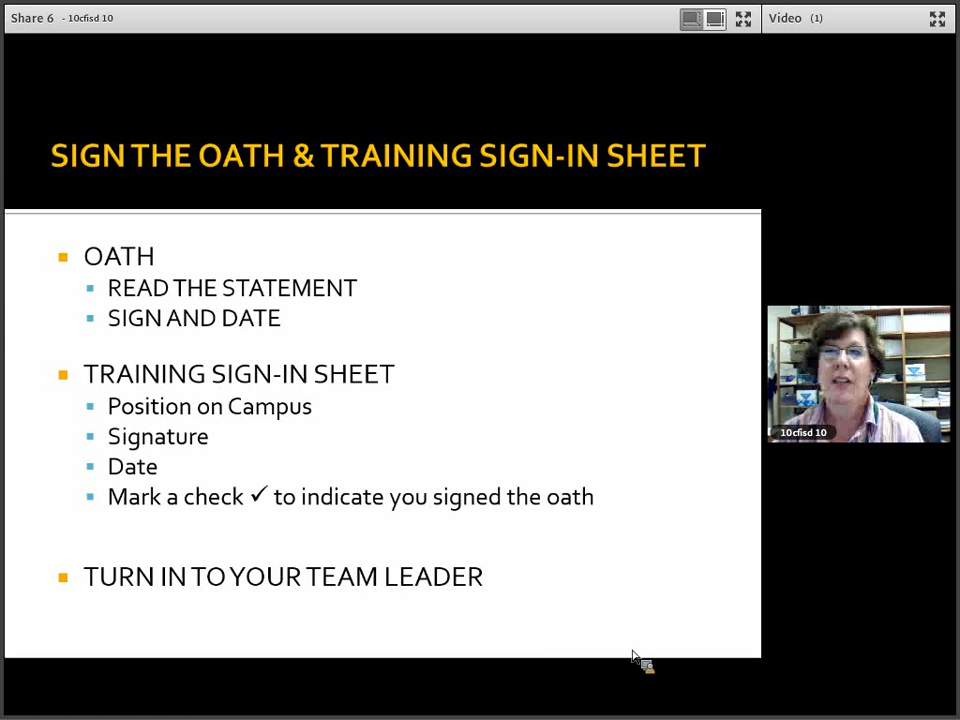 Share 6 - 10cfisd 10
Video (1)
SIGN THE OATH & TRAINING SIGN-IN SHEET
OATH
READ THE STATEMENT
SIGN AND DATE
TRAINING SIGN-IN SHEET
Position on Campus
Signature
Date
Mark a check ✓ to indicate you signed the oath
TURN IN TO YOUR TEAM LEADER
10cfisd 10